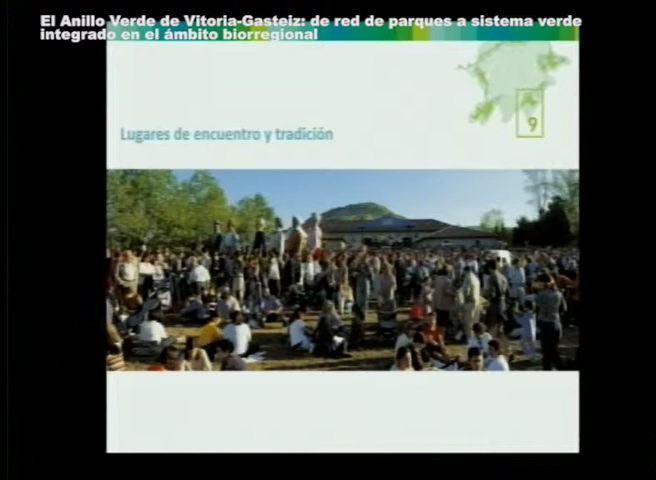 El Anillo Verde de Vitoria-Gasteiz: de red de parques a sistema verde
integrado en el ámbito biorregional
9
Lugares de encuentro y tradición